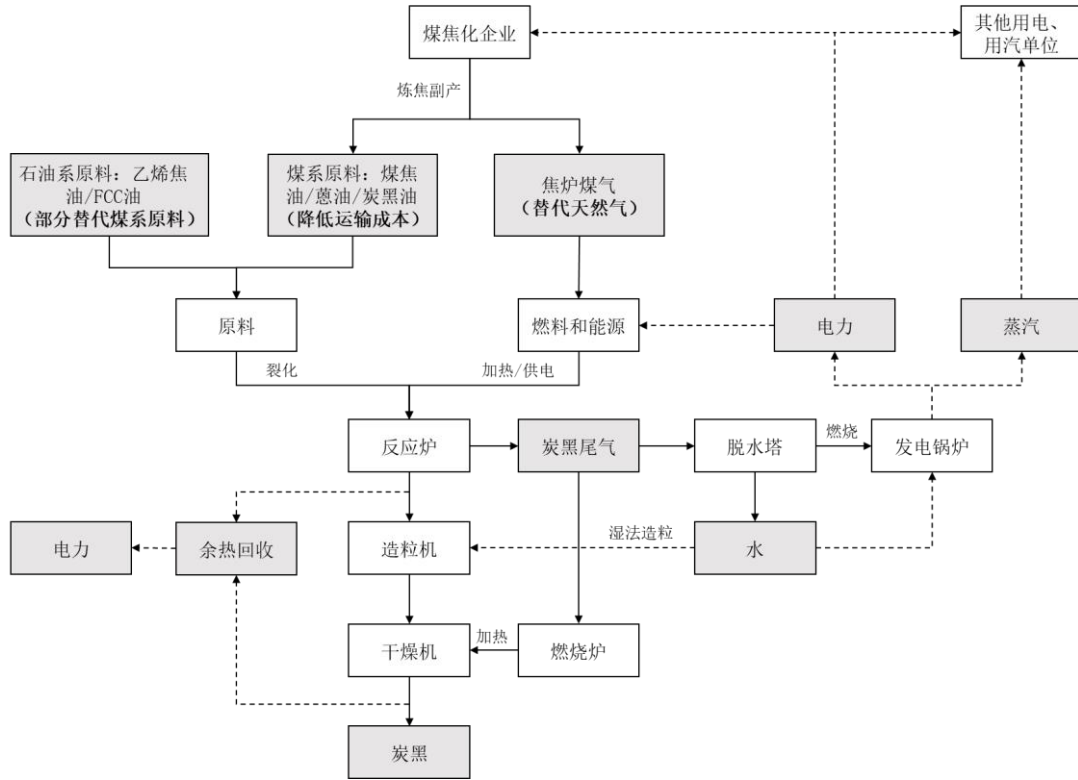 煤焦化企业
其他用电、
用汽单位
炼焦副产
石油系原料：乙烯焦
油/FCC油
（部分替代煤系原料）
煤系原料：煤焦
油/蒽油/炭黑油
（降低运输成本）
焦炉煤气
（替代天然气）
原料
燃料和能源
电力
蒸汽
裂化
加热/供电
反应炉
炭黑尾气
脱水塔
燃烧
发电锅炉
电力
余热回收
造粒机
湿法造粒
水
干燥机
加热
燃烧炉
炭黑